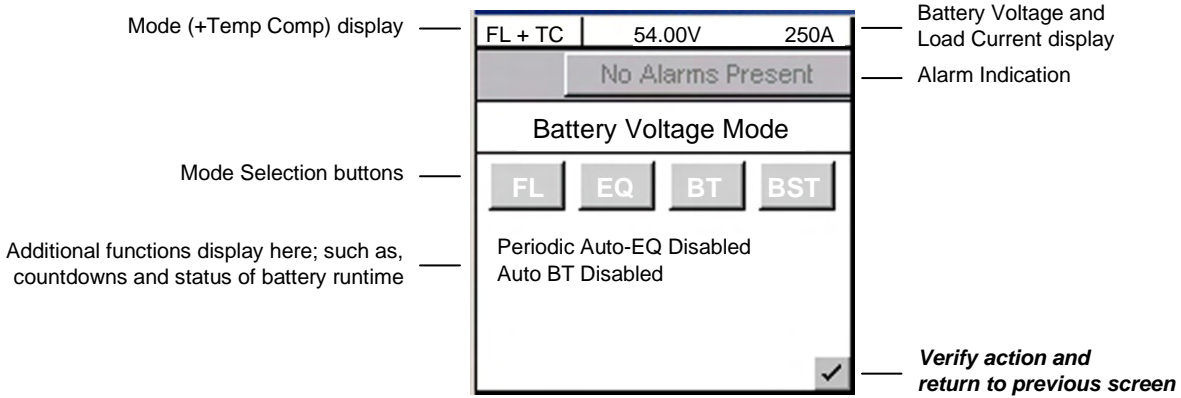 Mode (+Temp Comp) display
FL + TC 54.00V 250A
Battery Voltage and
Load Current display
No Alarms Present
Alarm Indication
Battery Voltage Mode
Mode Selection buttons
FL EQ BT BST
Additional functions display here; such as,
countdowns and status of battery runtime
Periodic Auto-EQ Disabled
Auto BT Disabled
Verify action and
return to previous screen